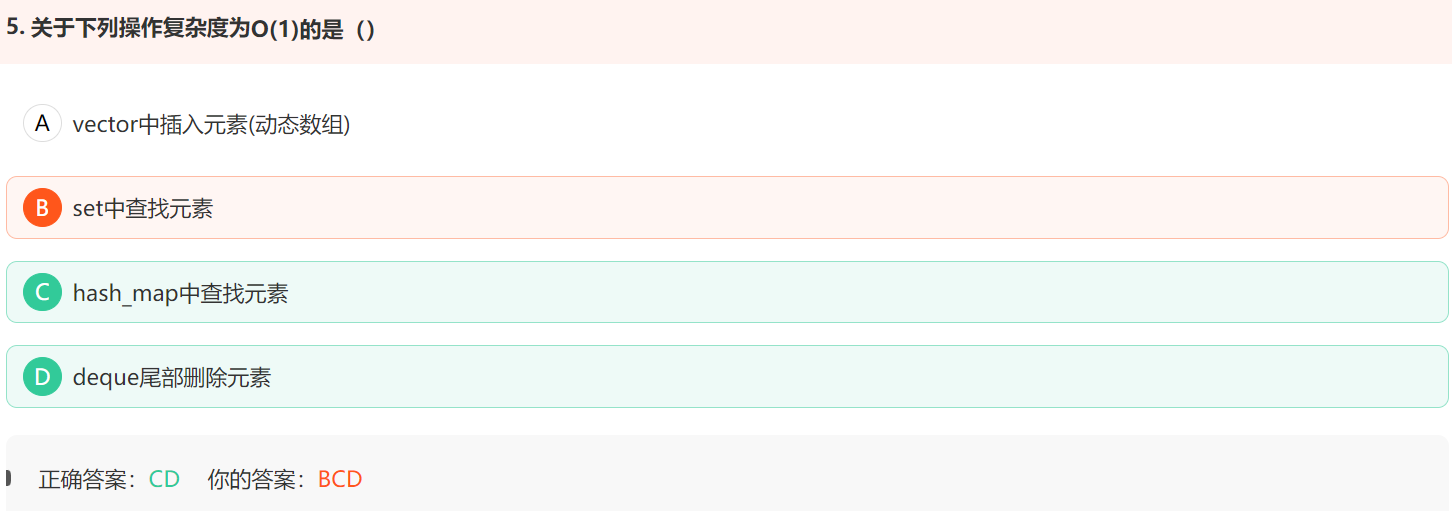 5. 关于下列操作复杂度为O(1)的是（）
A vector中插入元素(动态数组)
B set中查找元素
C hash_map中查找元素
D deque尾部删除元素
正确答案：CD 你的答案：BCD